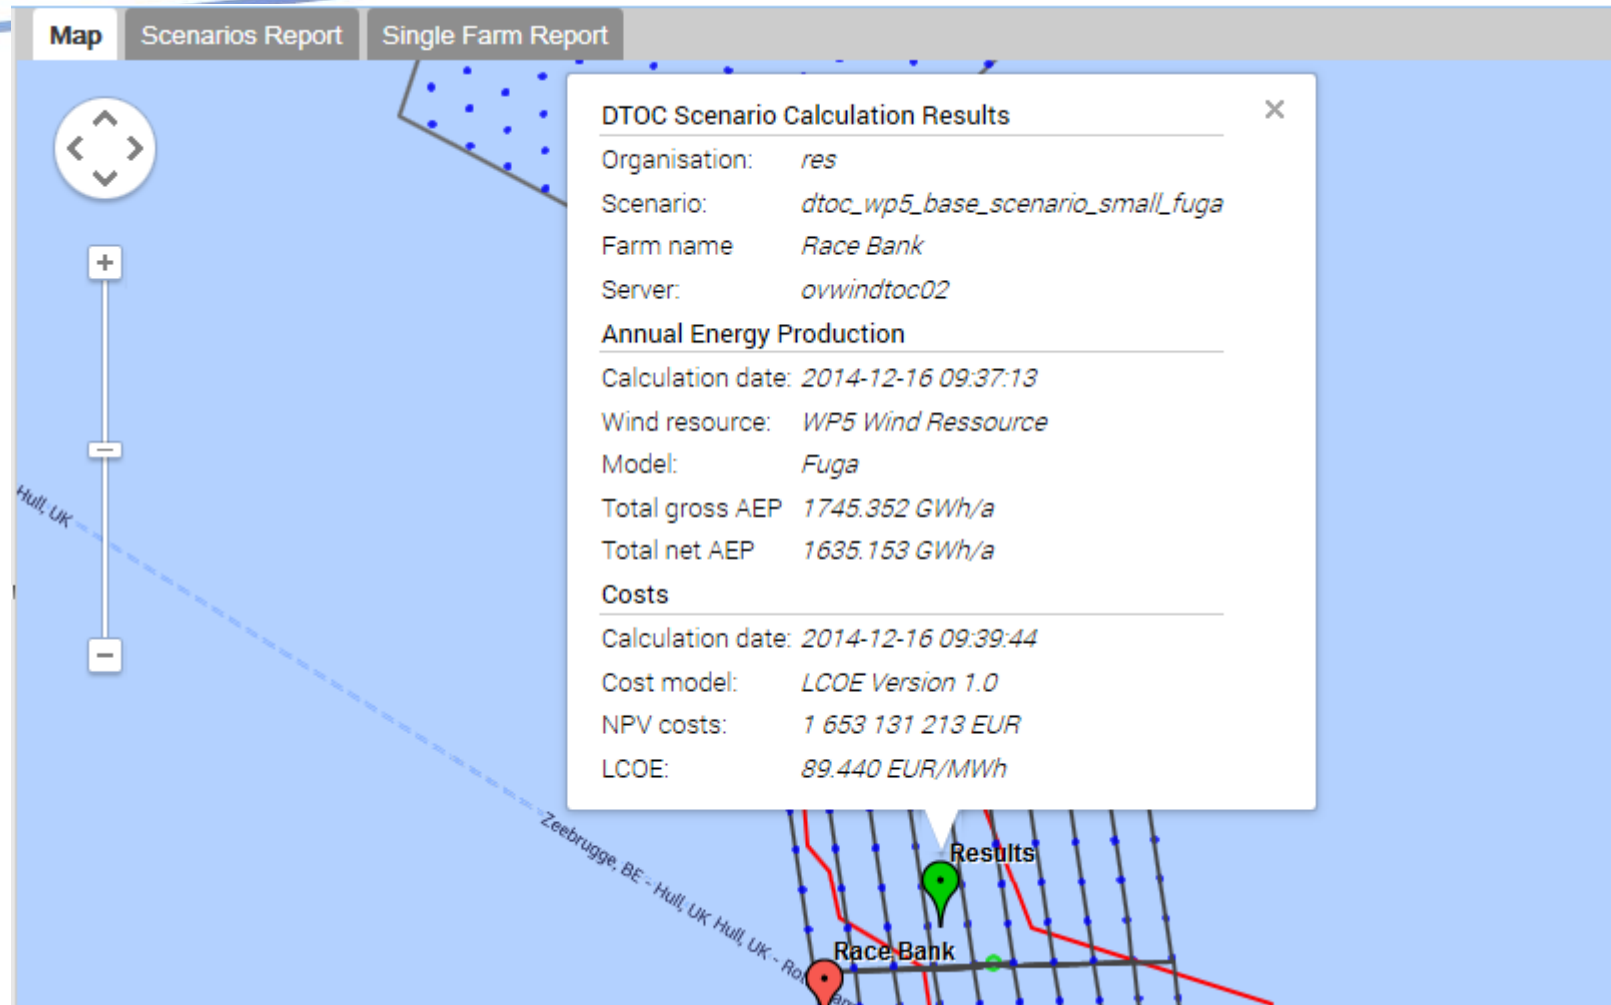 Map Scenarios Report Single Farm Report
DTOC Scenario Calculation Results
Organisation: res
Scenario: dtoc_wp5_base_scenario_small_fuga
Farm name Race Bank
Server: ovwindtoc02
Annual Energy Production
Calculation date: 2014-12-16 09:37:13
Wind resource: WP5 Wind Ressource
Model: Fuga
Total gross AEP 1745.352 GWh/a
Total net AEP 1635.153 GWh/a
Costs
Calculation date: 2014-12-16 09:39:44
Cost model: LCOE Version 1.0
NPV costs: 1 653 131 213 EUR
LCOE: 89.440 EUR/MWh
Hull, UK
Zeebrugge, BE - Hull, UK Hull, UK -
Results
Race Bank